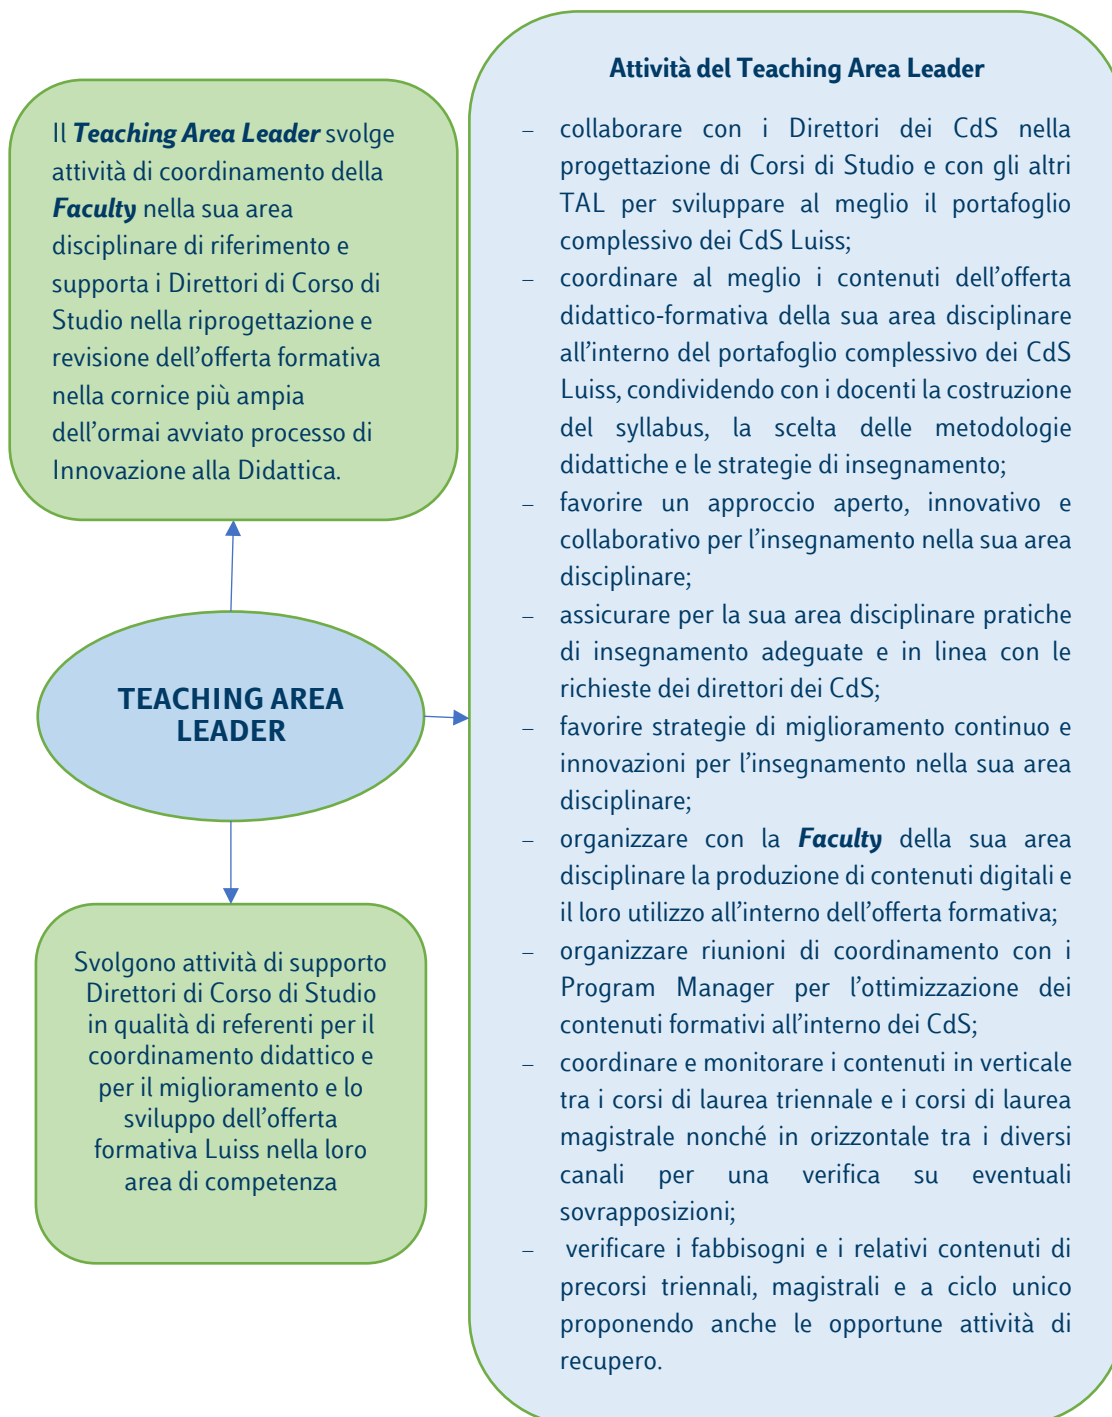 Il Teaching Area Leader svolge
attività di coordinamento della
Faculty nella sua area
disciplinare di riferimento e
supporta i Direttori di Corso di
Studio nella riprogettazione e
revisione dell’offerta formativa
nella cornice più ampia
dell’ormai avviato processo di
Innovazione alla Didattica.
TEACHING AREA
LEADER
Svolgono attività di supporto
Direttori di Corso di Studio
in qualità di referenti per il
coordinamento didattico e
per il miglioramento e lo
sviluppo dell’offerta
formativa Luiss nella loro
area di competenza
Attività del Teaching Area Leader
– collaborare con i Direttori dei CdS nella
progettazione di Corsi di Studio e con gli altri
TAL per sviluppare al meglio il portafoglio
complessivo dei CdS Luiss;
– coordinare al meglio i contenuti dell’offerta
didattico-formativa della sua area disciplinare
all’interno del portafoglio complessivo dei CdS
Luiss, condividendo con i docenti la costruzione
del syllabus, la scelta delle metodologie
didattiche e le strategie di insegnamento;
– favorire un approccio aperto, innovativo e
collaborativo per l’insegnamento nella sua area
disciplinare;
– assicurare per la sua area disciplinare pratiche
di insegnamento adeguate e in linea con le
richieste dei direttori dei CdS;
– favorire strategie di miglioramento continuo e
innovazioni per l’insegnamento nella sua area
disciplinare;
– organizzare con la Faculty della sua area
disciplinare la produzione di contenuti digitali e
il loro utilizzo all’interno dell’offerta formativa;
– organizzare riunioni di coordinamento con i
Program Manager per l’ottimizzazione dei
contenuti formativi all’interno dei CdS;
– coordinare e monitorare i contenuti in verticale
tra i corsi di laurea triennale e i corsi di laurea
magistrale nonché in orizzontale tra i diversi
canali per una verifica su eventuali
sovrapposizioni;
– verificare i fabbisogni e i relativi contenuti di
precorsi triennali, magistrali e a ciclo unico
proponendo anche le opportune attività di
recupero.